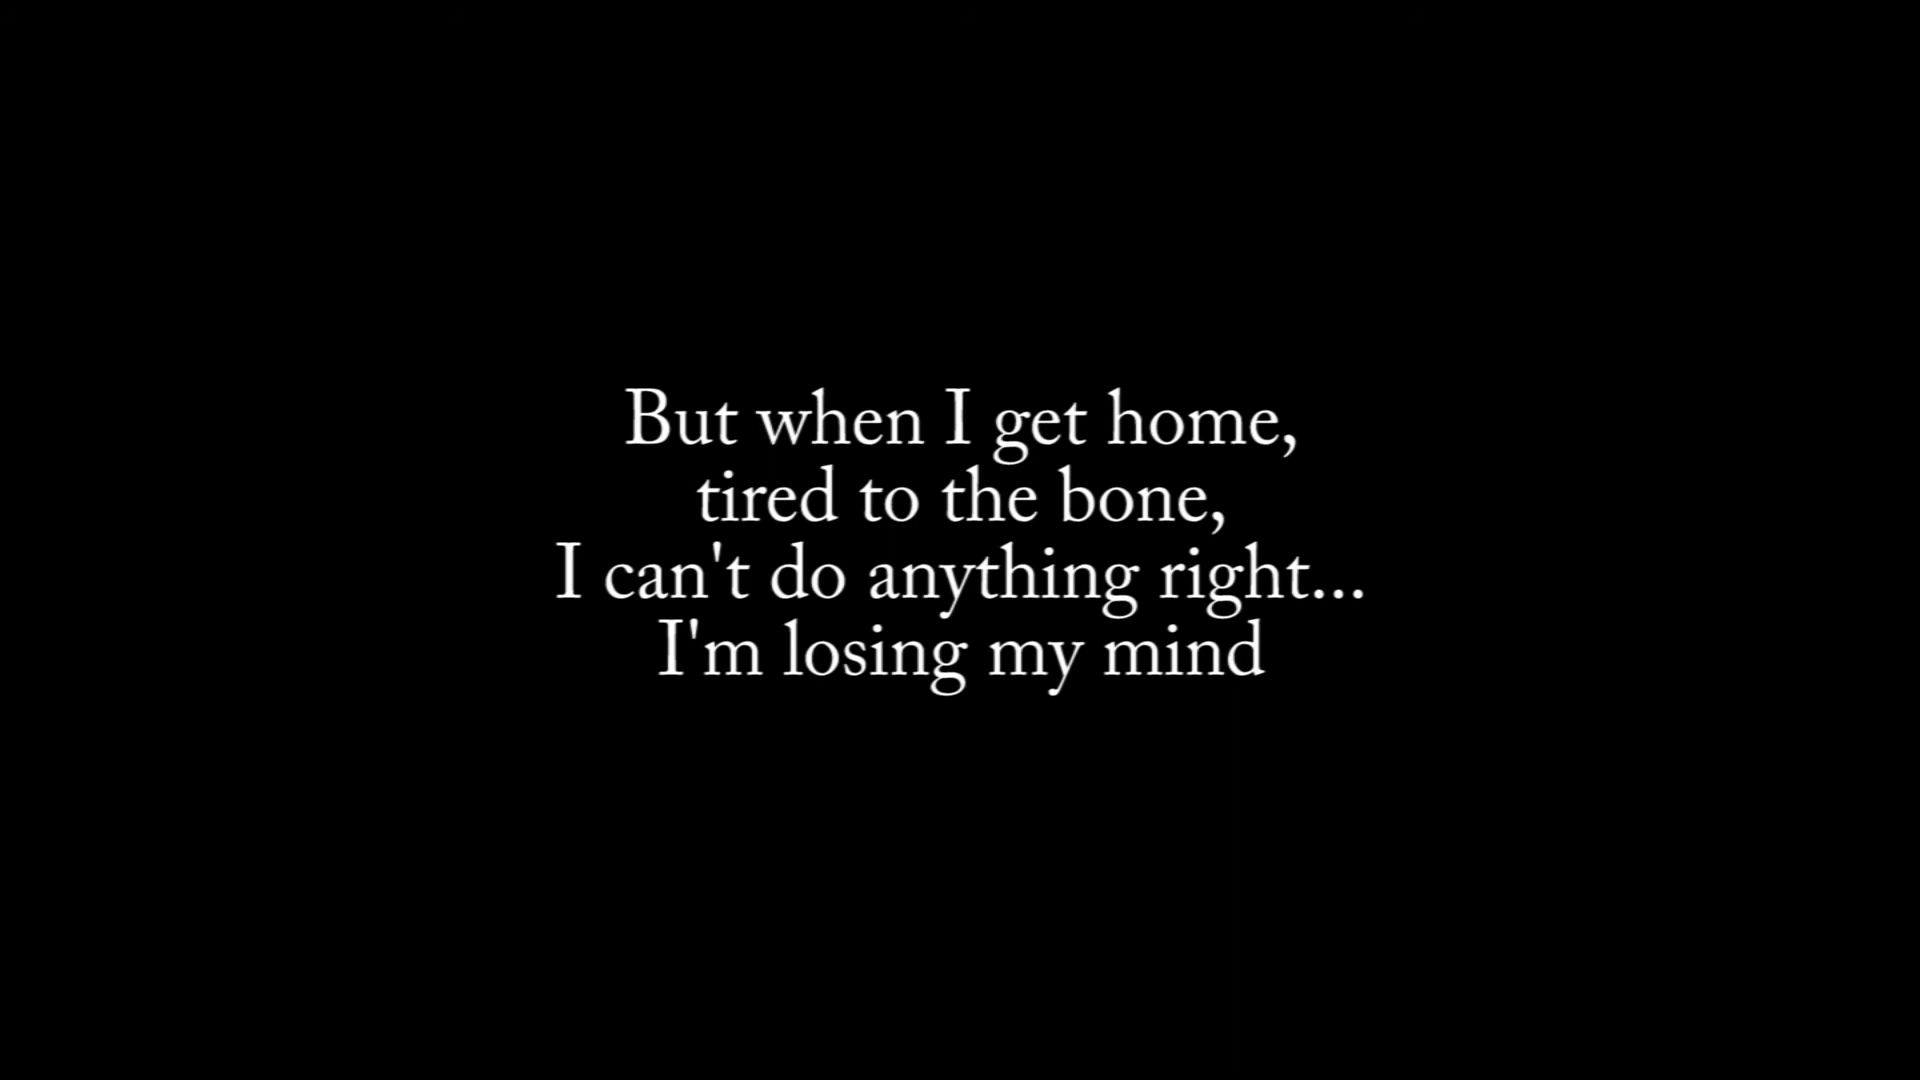 But when I get home,
tired to the bone,
I can't do anything right...
I'm losing my mind